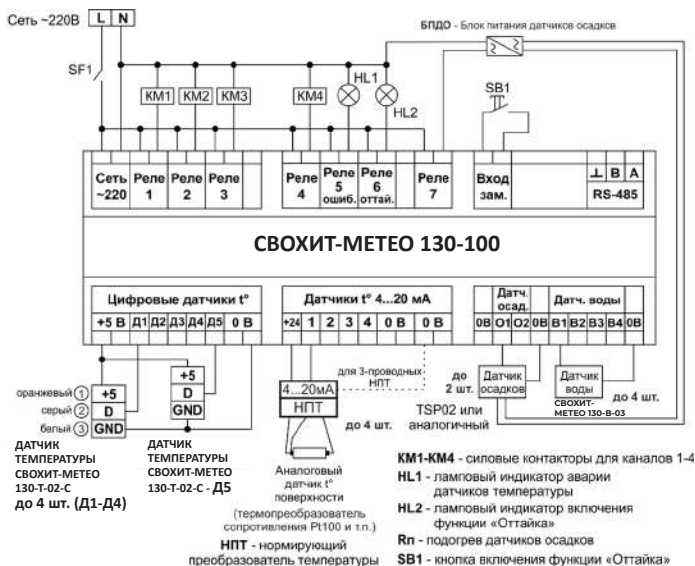 Сеть ~220В L N
БПДО - Блок питания датчиков осадков
SF1
HL1
SB1
КМ1 КМ2 КМ3 КМ4
HL2
Сеть ~220 Реле 1 Реле 2 Реле 3
Реле 4 Реле 5 ошиб. Реле 6 оттай. Реле 7
Вход зам.
⊥ B A
RS-485
СВОХИТ-МЕТЕО 130-100
Цифровые датчики t°
+5 В Д1 Д2 Д3 Д4 Д5 0 В
Датчики t° 4...20 мА
+24 1 2 3 4 0 В 0 В
Датч. осад.
Датч. воды
0В О1 О2 0В В1 В2 В3 В4 0В
оранжевый 1 +5
серый 2 D
белый 3 GND
+5
D
GND
ДАТЧИК
ТЕМПЕРАТУРЫ
СВОХИТ-МЕТЕО
130-Т-02-С
до 4 шт. (Д1-Д4)
ДАТЧИК
ТЕМПЕРАТУРЫ
СВОХИТ-МЕТЕО
130-Т-02-С - Д5
для 3-проводных
НПТ
4...20мА
НПТ
до 4 шт.
Аналоговый
датчик t°
поверхности
(термопреобразователь
сопротивления Pt100 и т.п.)
НПТ - нормирующий
преобразователь температуры
до
2 шт.
Датчик
осадков
TSP02 или
аналогичный
Датчик
воды
СВОХИТ-
МЕТЕО 130-В-03
до 4 шт.
КМ1-КМ4 - силовые контакторы для каналов 1-4
HL1 - ламповый индикатор аварии
датчиков температуры
HL2 - ламповый индикатор включения
функции «Оттайка»
Rп - подогрев датчиков осадков
SB1 - кнопка включения функции «Оттайка»